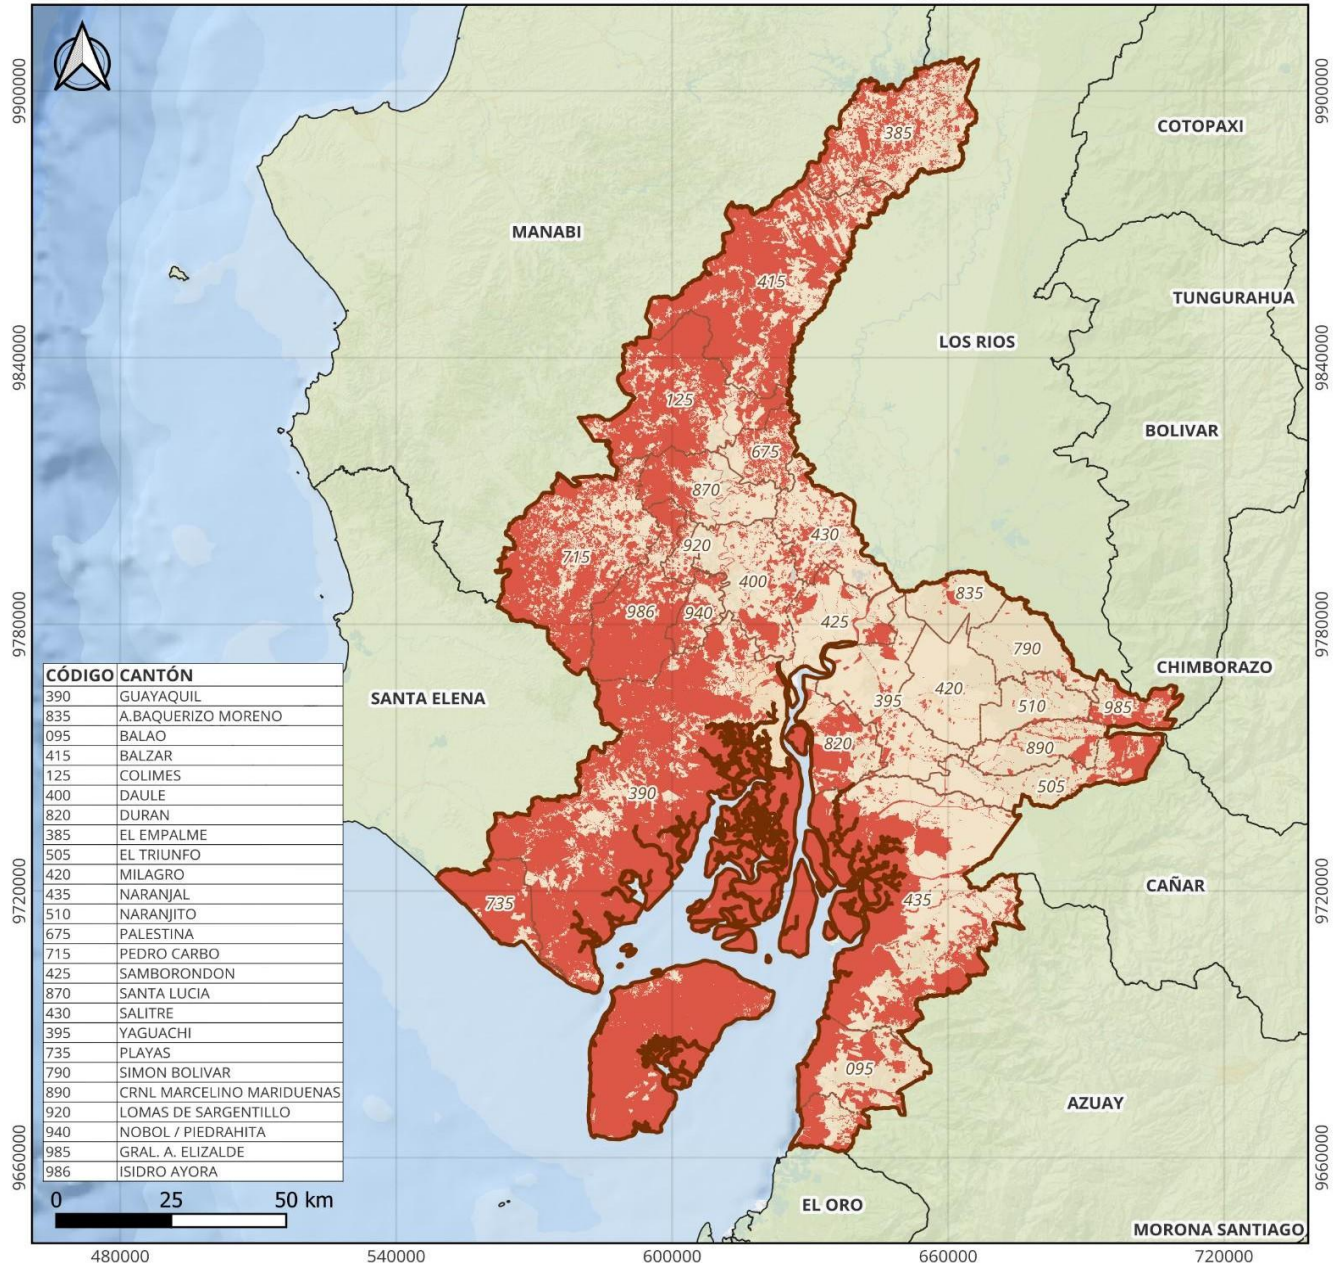 9900000
9900000
COTOPAXI
385
MANABI
415
TUNGURAHUA
LOS RIOS
9840000
9840000
125
BOLIVAR
675
870
430
920
715
400
835
986
940
425
9780000
9780000
790
CHIMBORAZO
SANTA ELENA
420
395
510
985
820
890
505
390
CAÑAR
9720000
9720000
735
435
095
AZUAY
9660000
9660000
EL ORO
MORONA SANTIAGO
CÓDIGO CANTÓN
390 GUAYAQUIL
835 A.BAQUERIZO MORENO
095 BALAO
415 BALZAR
125 COLIMES
400 DAULE
820 DURAN
385 EL EMPALME
505 EL TRIUNFO
420 MILAGRO
435 NARANJAL
510 NARANJITO
675 PALESTINA
715 PEDRO CARBO
425 SAMBORONDON
870 SANTA LUCIA
430 SALITRE
395 YAGUACHI
735 PLAYAS
790 SIMON BOLIVAR
890 CRNL MARCELINO MARIDUENAS
920 LOMAS DE SARGENTILLO
940 NOBOL / PIEDRAHITA
985 GRAL. A. ELIZALDE
986 ISIDRO AYORA
0 25 50 km
480000 540000 600000 660000 720000